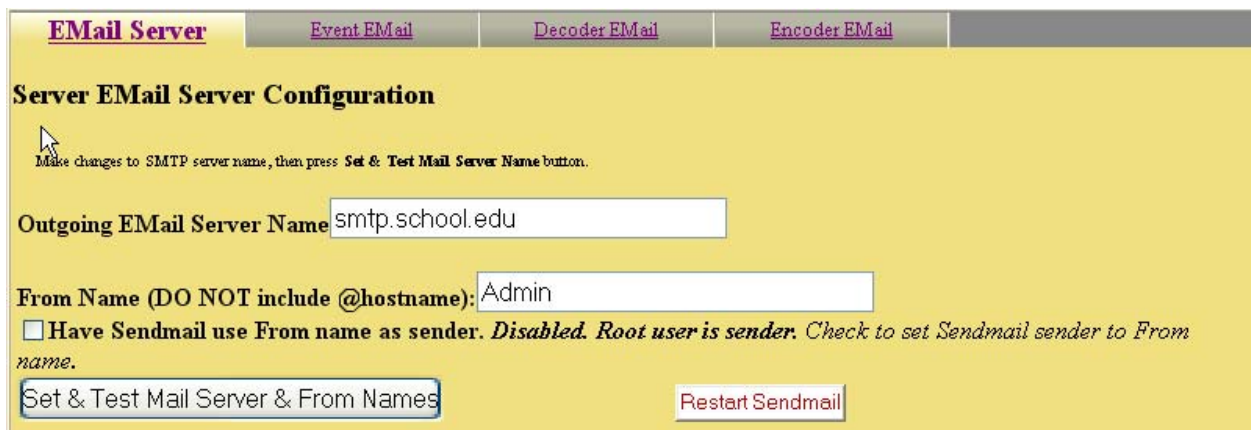 EMail Server
Event EMail
Decoder EMail
Encoder EMail
Server EMail Server Configuration
Make changes to SMTP server name, then press Set & Test Mail Server Name button.
Outgoing EMail Server Name smtp.school.edu
From Name (DO NOT include @hostname): Admin
Have Sendmail use From name as sender. Disabled. Root user is sender. Check to set Sendmail sender to From
name.
Set & Test Mail Server & From Names
Restart Sendmail